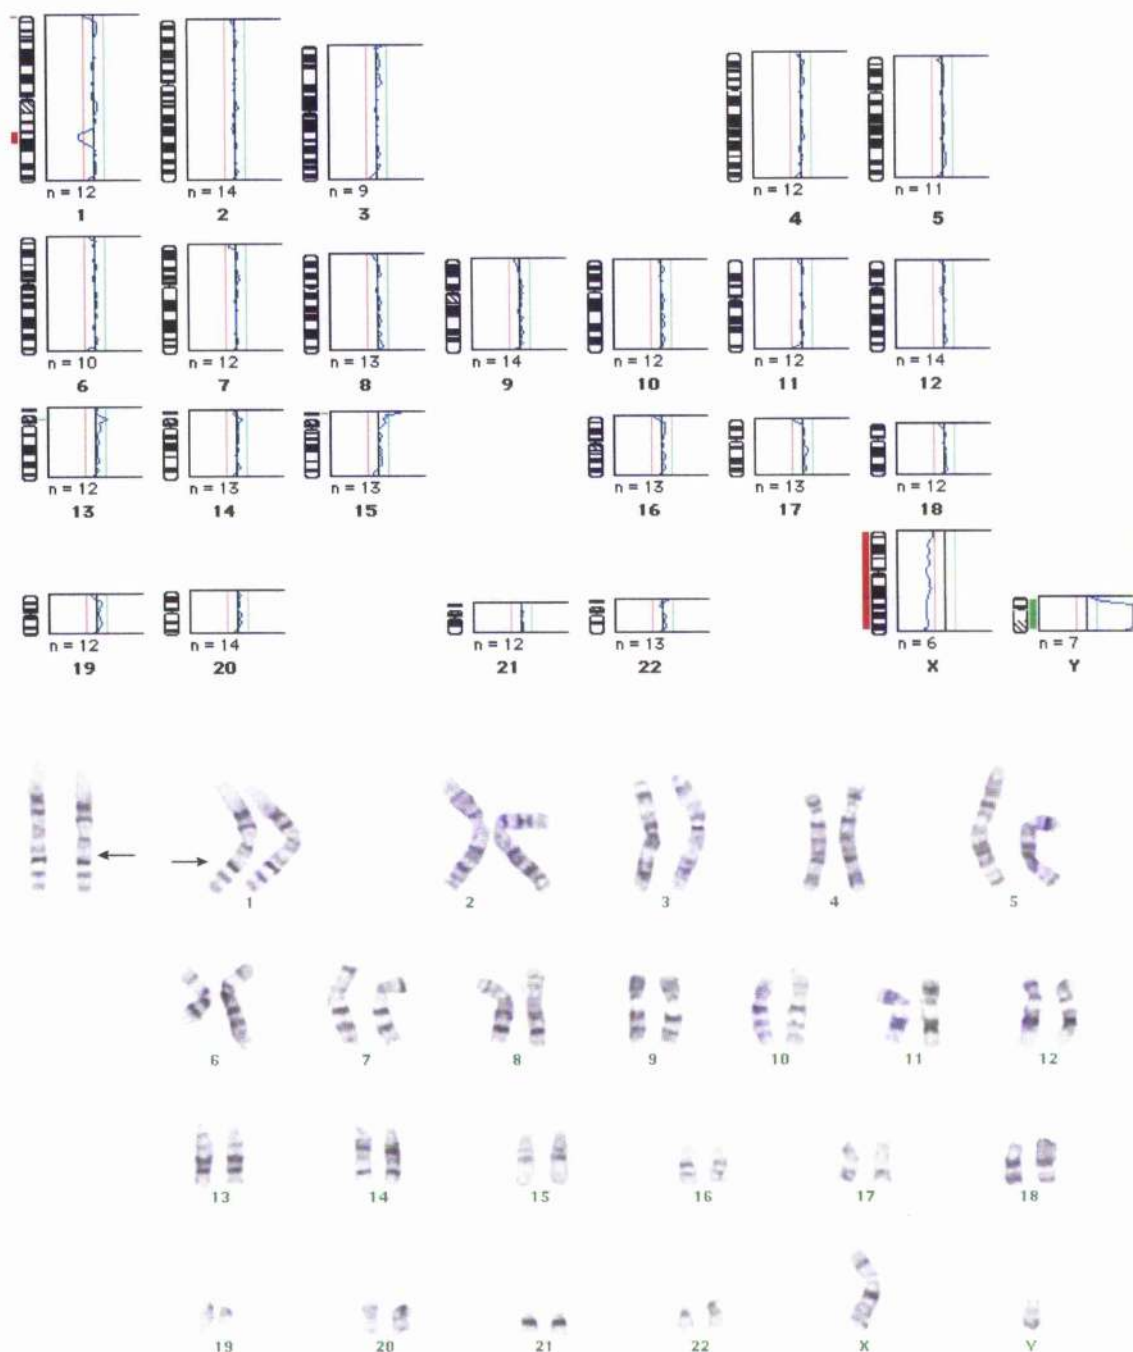 n = 12 n = 14 n = 9 n = 12 n = 11
1 2 3 4 5
n = 10 n = 12 n = 13 n = 14 n = 12 n = 12 n = 14
6 7 8 9 10 11 12
n = 12 n = 13 n = 13 n = 13 n = 13 n = 12
13 14 15 16 17 18
n = 12 n = 14 n = 12 n = 13 n = 6 n = 7
19 20 21 22 X Y
1 2 3 4 5
6 7 8 9 10 11 12
13 14 15 16 17 18
19 20 21 22 X Y